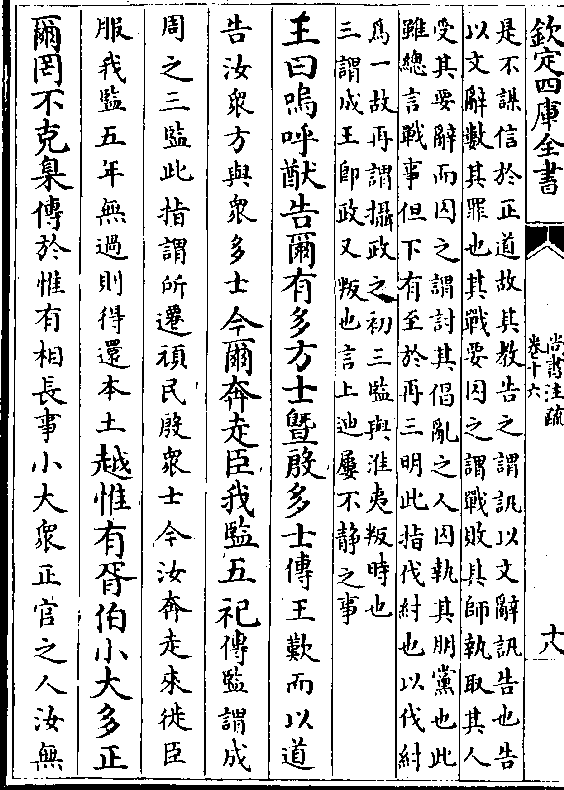 欽定四庫全書
尚書注疏
卷十六
十八
是不謀信於正道故其教告之謂訊以文辭訊告也告
以文辭數其罪也其戰要囚之謂戰敗其師執取其人
受其要辭而囚之謂討其倡亂之人囚執其朋黨也此
雖總言戰事但下有至於再三明此指伐紂也以伐紂
為一故再謂攝政之初三監與淮夷叛時也
三謂成王即政又叛也言上迪屢不静之事
王曰嗚呼猷告爾有多方士暨殷多士傳王歎而以道
告汝衆方與衆多士今爾奔走臣我監五祀傳監謂成
周之三監此指謂所遷頑民殷衆士今汝奔走來徙臣
服我監五年無過則得還本土越惟有胥伯小大多正
爾罔不克臬傳於惟有相長事小大衆正官之人汝無